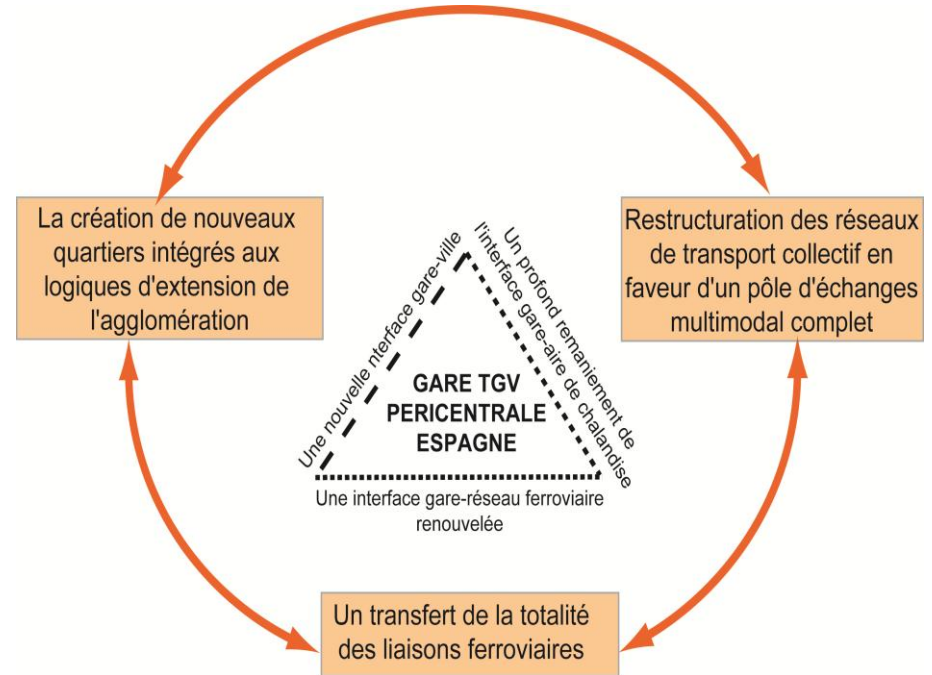 La création de nouveaux
quartiers intégrés aux
logiques d'extension de
l'agglomération
Restructuration des réseaux
de transport collectif en
faveur d'un pôle d'échanges
multimodal complet
Une nouvelle nterface gare-ville
Un profond remaniement de
l'interface gare-aire de chalandise
GARE TGV
PERICENTRALE
ESPAGNE
Une interface gare-réseau ferroviaire
renouvelée
Un transfert de la totalité
des liaisons ferroviaires